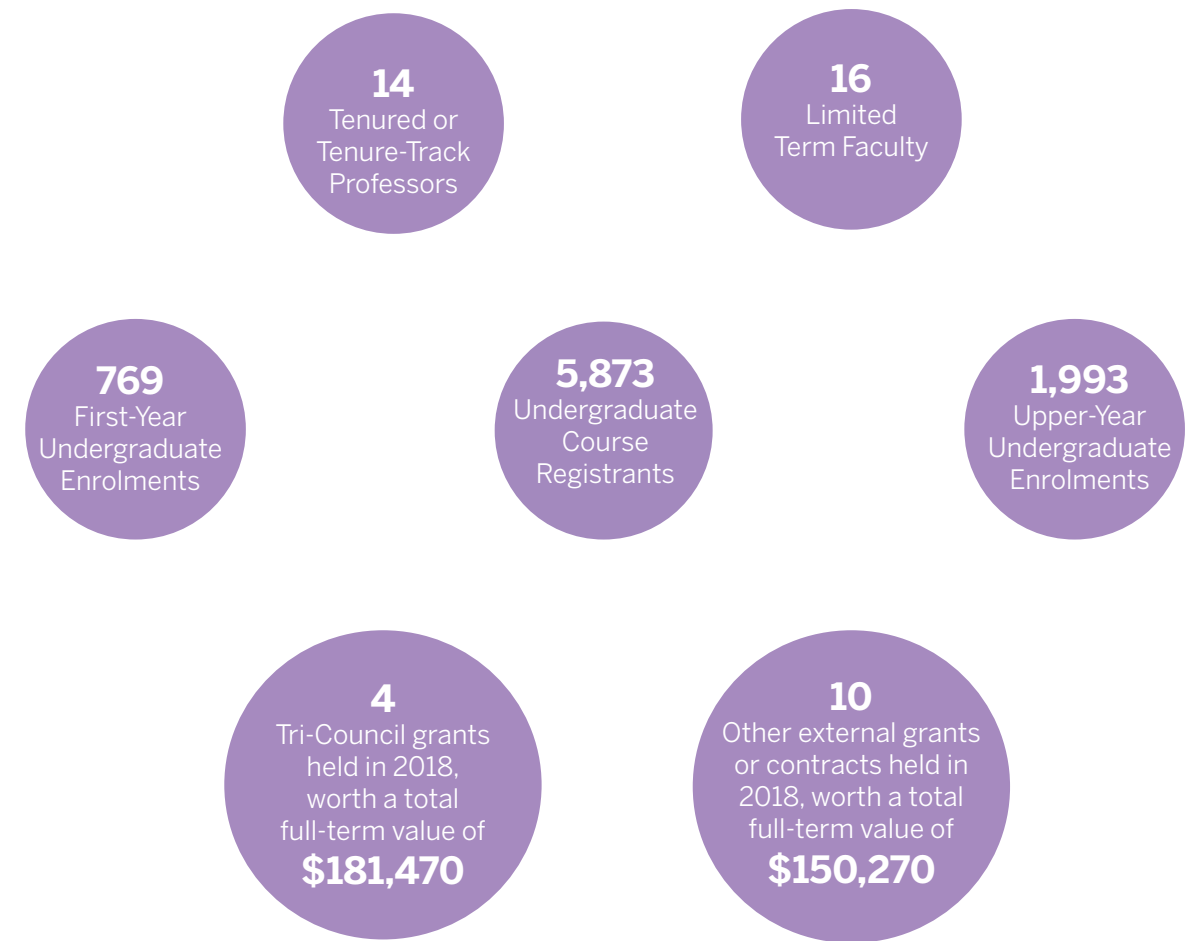 14
Tenured or
Tenure-Track
Professors
16
Limited
Term Faculty
769
First-Year
Undergraduate
Enrolments
5,873
Undergraduate
Course
Registrants
1,993
Upper-Year
Undergraduate
Enrolments
4
Tri-Council grants
held in 2018,
worth a total
full-term value of
$181,470
10
Other external grants
or contracts held in
2018, worth a total
full-term value of
$150,270